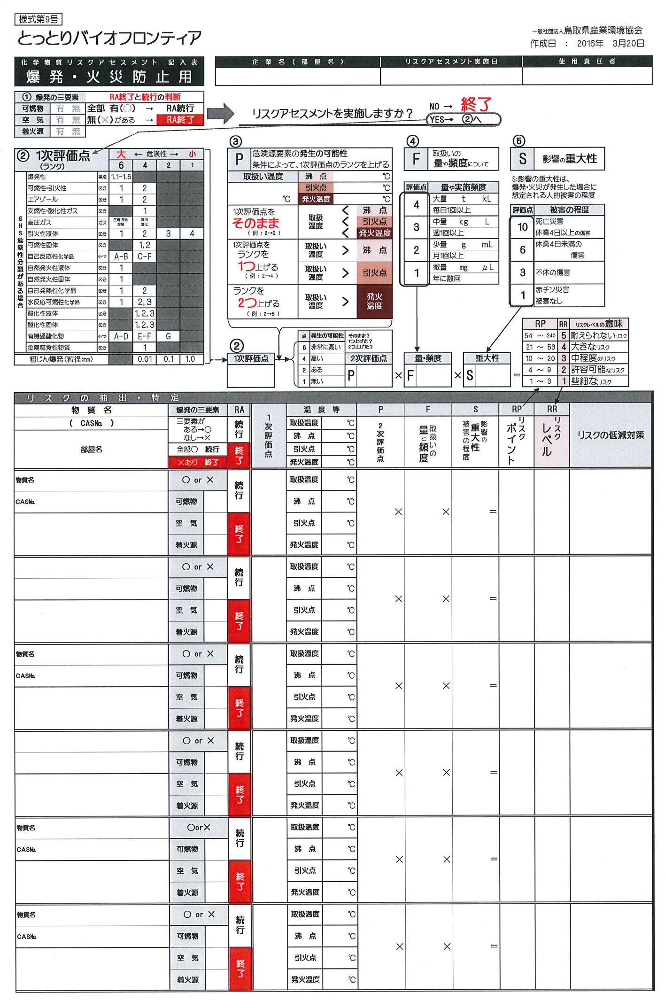 様式第9号
とっとりバイオフロンティア
一般社団法人鳥取県産業環境協会
作成日 : 2016年 3月20日
化学物質リスクアセスメント 記入表
爆発・火災防止用
企業名(部屋名) リスクアセスメント実施日 使用責任者
① 爆発の三要素 RA終了と続行の判断
可燃物 有 無 全部 有(○) → RA続行
空 気 有 無 無(×)がある → RA終了
着火源 有 無
リスクアセスメントを実施しますか?
NO → 終了
YES→ ②へ
② 1次評価点
(ランク)
大 ← 危険性 → 小
6 4 2 1
GHS危険性分類がある場合
爆発性 等級 1.1-1.6
可燃性・引火性 区分 1 2
エアゾール 区分 1 2
支燃性・酸化性ガス 区分 1
高圧ガス ガス 圧縮・液化 溶解 深冷 液化
引火性液体 区分 1 2 3 4
可燃性固体 区分 1,2
自己反応性化学品 タイプ A-B C-F
自然発火性液体 区分 1
自然発火性固体 区分 1
自己発熱性化学品 区分 1 2
水反応可燃性化学品 区分 1 2,3
酸化性液体 区分 1,2,3
酸化性固体 区分 1,2,3
有機過酸化物 タイプ A-D E-F G
金属腐食性物質 区分 1
粉じん爆発(粒径:mm) 0.01 0.1 1.0
③
P 危険源要素の発生の可能性
条件によって、1次評価点のランクを上げる
取扱い温度 沸 点 ℃
引火点 ℃
℃ 発火温度 ℃
1次評価点を
そのまま
(例:2→2)
取扱
温度
< 沸 点
< 引火点
< 発火温度
1次評価点を
ランクを
1つ上げる
(例:2→4)
取扱い
温度 > 沸 点
取扱い
温度 > 引火点
ランクを
2つ上げる
(例:2→6)
取扱い
温度 > 発火
温度
④
F 取扱いの
量や頻度について
評価点 量や実施頻度
4 大量 t kL
毎日1回以上
3 中量 kg L
週1回以上
2 少量 g mL
月1回以上
1 微量 mg μL
年に数回
⑤
S 影響の重大性
S:影響の重大性は、
爆発・火災が発生した場合に
想定される人的被害の程度
評価点 被害の程度
10 死亡災害
休業4日以上の傷害
6 休業4日未満の
傷害
3 不休の傷害
1 赤チン災害
被害なし
②
1次評価点
点 発生の可能性 そのまま?
1つ上げた?
2つ上げた?
6 非常に高い
4 高い
2 ある
1 無い
2次評価点
P
× 量・頻度
F
× 重大性
S
=
RP RR リスクレベルの意味
54 ~ 240 5 耐えられないリスク
21 ~ 53 4 大きなリスク
10 ~ 20 3 中程度のリスク
4 ~ 9 2 許容可能なリスク
1 ~ 3 1 些細なリスク
リスクの抽出・特定
物 質 名
( CAS№ )
部屋名
爆発の三要素
三要素が
ある→○
なし→×
全部○ 続行
×あり 終了
RA
続行
終了
1次評価点
温 度 等
取扱温度 ℃
沸 点 ℃
引火点 ℃
発火温度 ℃
P
2次評価点
F
取扱いの
量と頻度
S
影響の
重大性
被害の程度
RP
リスク
ポイント
RR
リスク
レベル
リスクの低減対策
物質名 ○ or × 続行 取扱温度 ℃
CAS№ 可燃物 沸 点 ℃
× × =
空 気 終了 引火点 ℃
着火源 発火温度 ℃
○ or × 続行 取扱温度 ℃
可燃物 沸 点 ℃
× × =
空 気 終了 引火点 ℃
着火源 発火温度 ℃
物質名 ○ or × 続行 取扱温度 ℃
CAS№ 可燃物 沸 点 ℃
× × =
空 気 終了 引火点 ℃
着火源 発火温度 ℃
○ or × 続行 取扱温度 ℃
可燃物 沸 点 ℃
× × =
空 気 終了 引火点 ℃
着火源 発火温度 ℃
物質名 ○or× 続行 取扱温度 ℃
CAS№ 可燃物 沸 点 ℃
× × =
空 気 終了 引火点 ℃
着火源 発火温度 ℃
物質名 ○ or × 続行 取扱温度 ℃
CAS№ 可燃物 沸 点 ℃
× × =
空 気 終了 引火点 ℃
着火源 発火温度 ℃